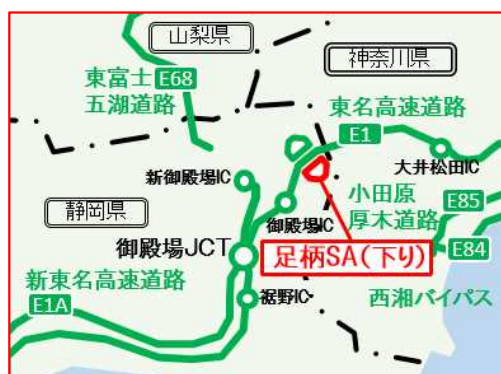 山梨県
神奈川県
東富士
五湖道路
E68
東名高速道路
E1
大井松田IC
新御殿場IC
小田原
厚木道路
E85
静岡県
御殿場IC
御殿場JCT
足柄SA(下り)
E84
新東名高速道路
E1A
裾野IC
西湘バイパス